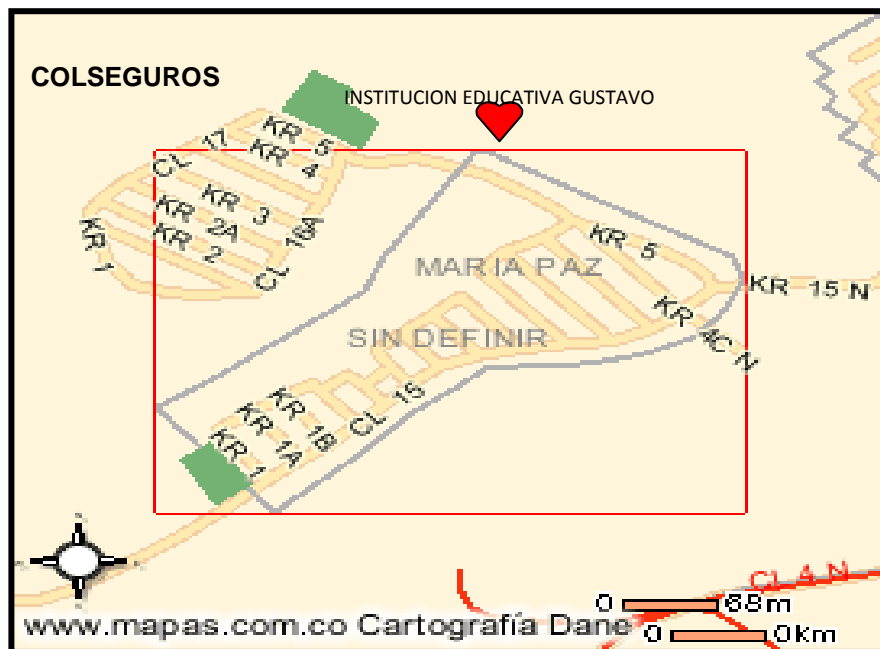 COLSEGUROS
INSTITUCION EDUCATIVA GUSTAVO
KR 5
CL 17
KR 4
KR 3
KR 2A
KR 2
KR 1
CL 16A
KR 5
MARIA PAZ
KR 15 N
KR 4C N
SIN DEFINIR
KR 1B
KR 1A
KR 1
CL 15
CL 4 N
0 68m
www.mapas.com.co Cartografía Dane
0 0km